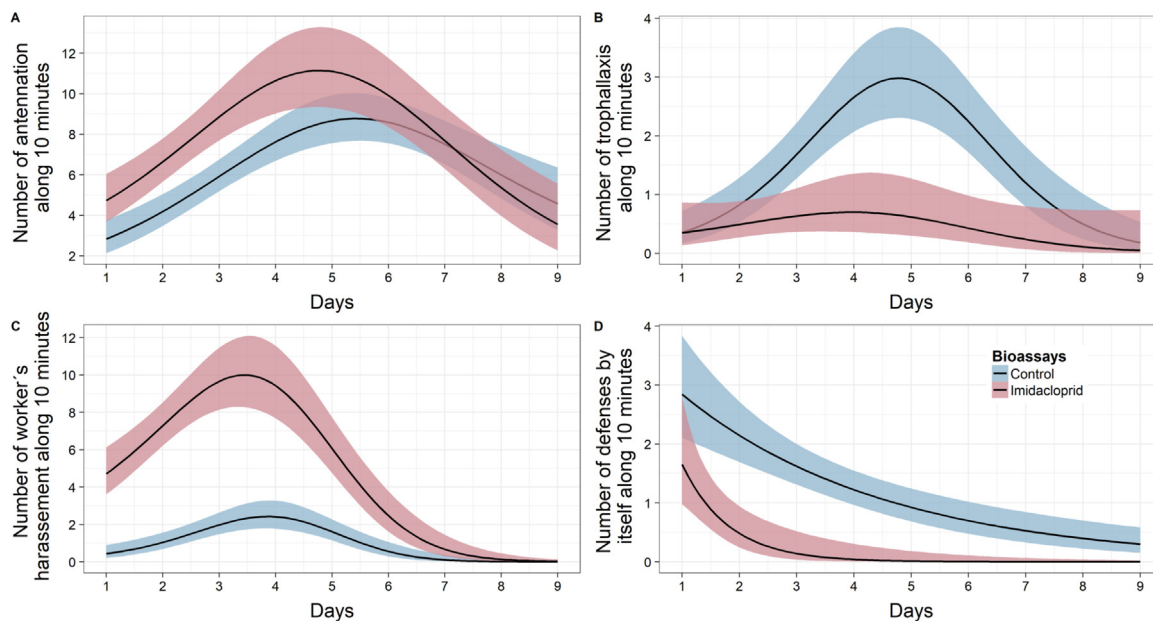 A
Number of antennation
along 10 minutes
12
10
8
6
4
2
1 2 3 4 5 6 7 8 9
Days
B
Number of trophallaxis
along 10 minutes
4
3
2
1
0
1 2 3 4 5 6 7 8 9
Days
C
Number of worker´s
harassement along 10 minutes
12
10
8
6
4
2
0
1 2 3 4 5 6 7 8 9
Days
D
Number of defenses by
itself along 10 minutes
4
3
2
1
0
Bioassays
Control
Imidacloprid
1 2 3 4 5 6 7 8 9
Days